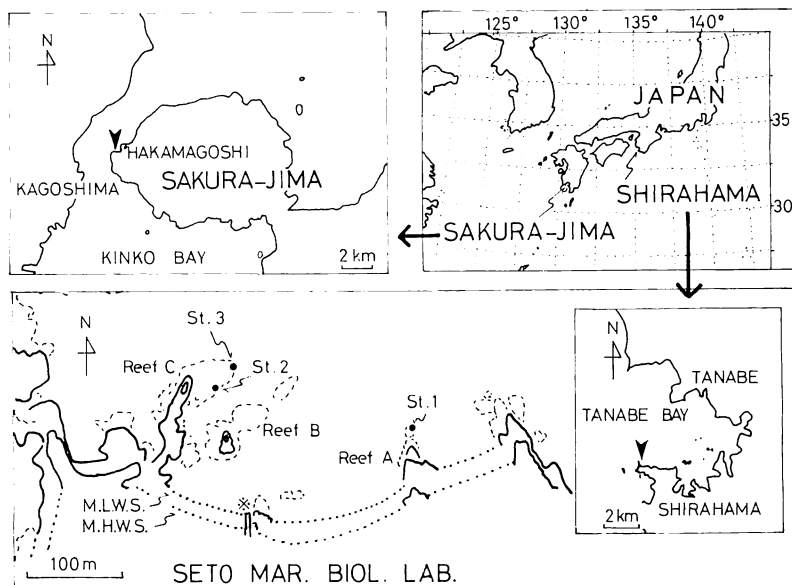 N
HAKAMAGOSHI
KAGOSHIMA
SAKURA-JIMA
KINKO BAY
2 km
125° 130° 135° 140°
JAPAN
35
SHIRAHAMA
30
SAKURA-JIMA
N
St. 3
Reef C
St. 2
Reef B
St. 1
Reef A
M.L.W.S.
M.H.W.S.
※
100 m
SETO MAR. BIOL. LAB.
N
TANABE
TANABE BAY
2 km
SHIRAHAMA